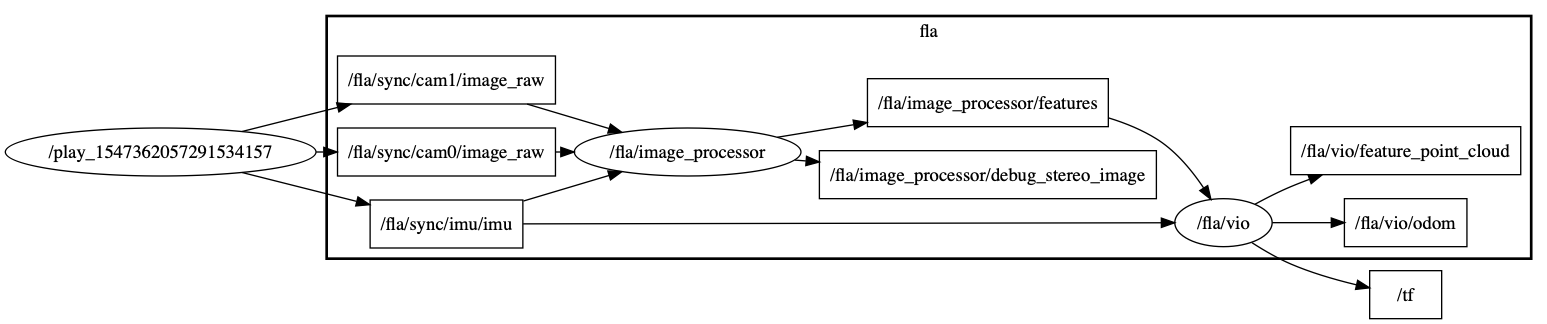 fla
/fla/sync/cam1/image_raw
/fla/image_processor/features
/play_1547362057291534157
/fla/sync/cam0/image_raw
/fla/image_processor
/fla/vio/feature_point_cloud
/fla/image_processor/debug_stereo_image
/fla/sync/imu/imu
/fla/vio
/fla/vio/odom
/tf